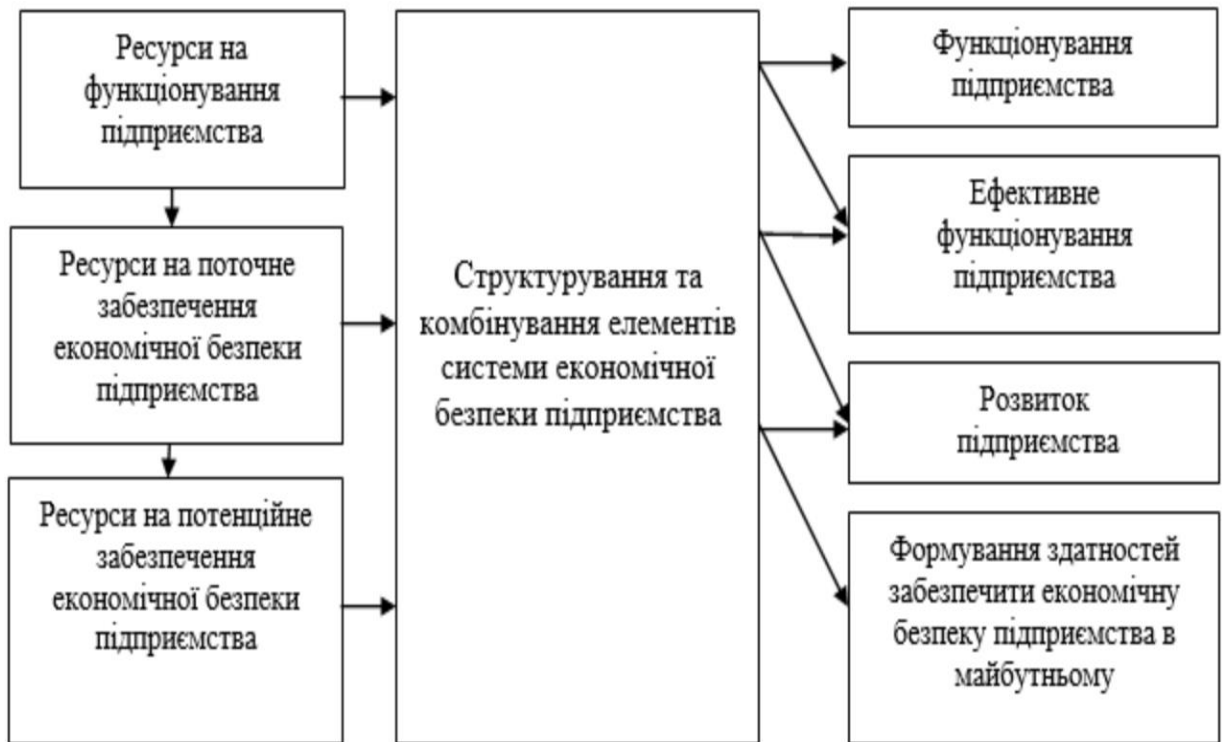 Ресурси на
функціонування
підприємства
Ресурси на поточне
забезпечення
економічної безпеки
підприємства
Ресурси на потенційне
забезпечення
економічної безпеки
підприємства
Структурування та
комбінування елементів
системи економічної
безпеки підприємства
Функціонування
підприємства
Ефективне
функціонування
підприємства
Розвиток
підприємства
Формування здатностей
забезпечити економічну
безпеку підприємства в
майбутньому